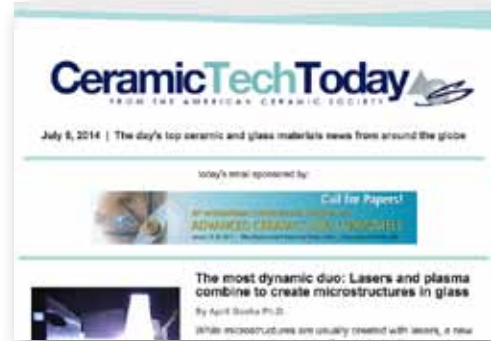 CeramicTechToday
FROM THE AMERICAN CERAMIC SOCIETY
July 9, 2014 | The day's top ceramic and glass materials news from around the globe
today's email sponsored by:
Call for Papers!
ADVANCED CERAMICS AND COMPOSITES
The most dynamic duo: Lasers and plasma
combine to create microstructures in glass
By April Gocha Ph.D.
While microstructures are usually created with lasers, a new